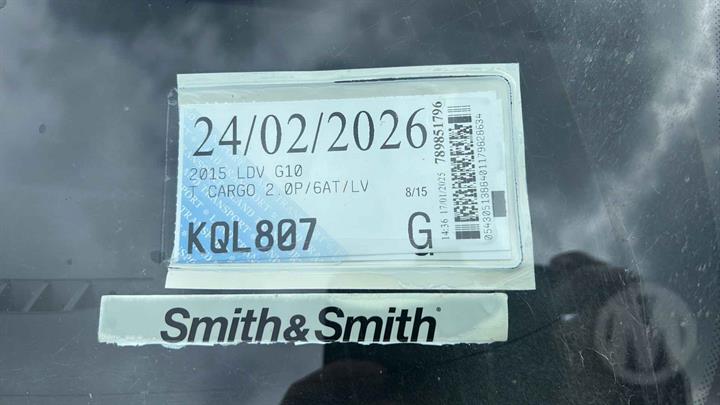 24/02/2026
2015 LDV G10
T CARGO 2.0P/6AT/LV
8/15
KQL807
G
14:36 17/01/2025
789851796
Smith&Smith